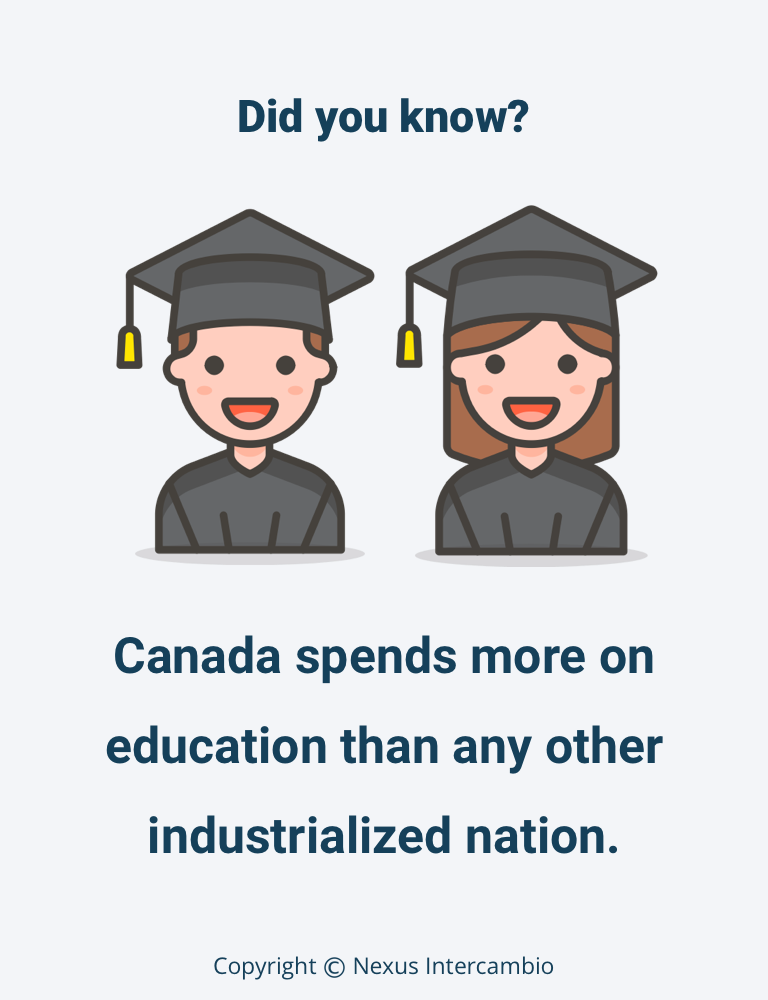 Did you know?
Canada spends more on
education than any other
industrialized nation.
Copyright © Nexus Intercambio